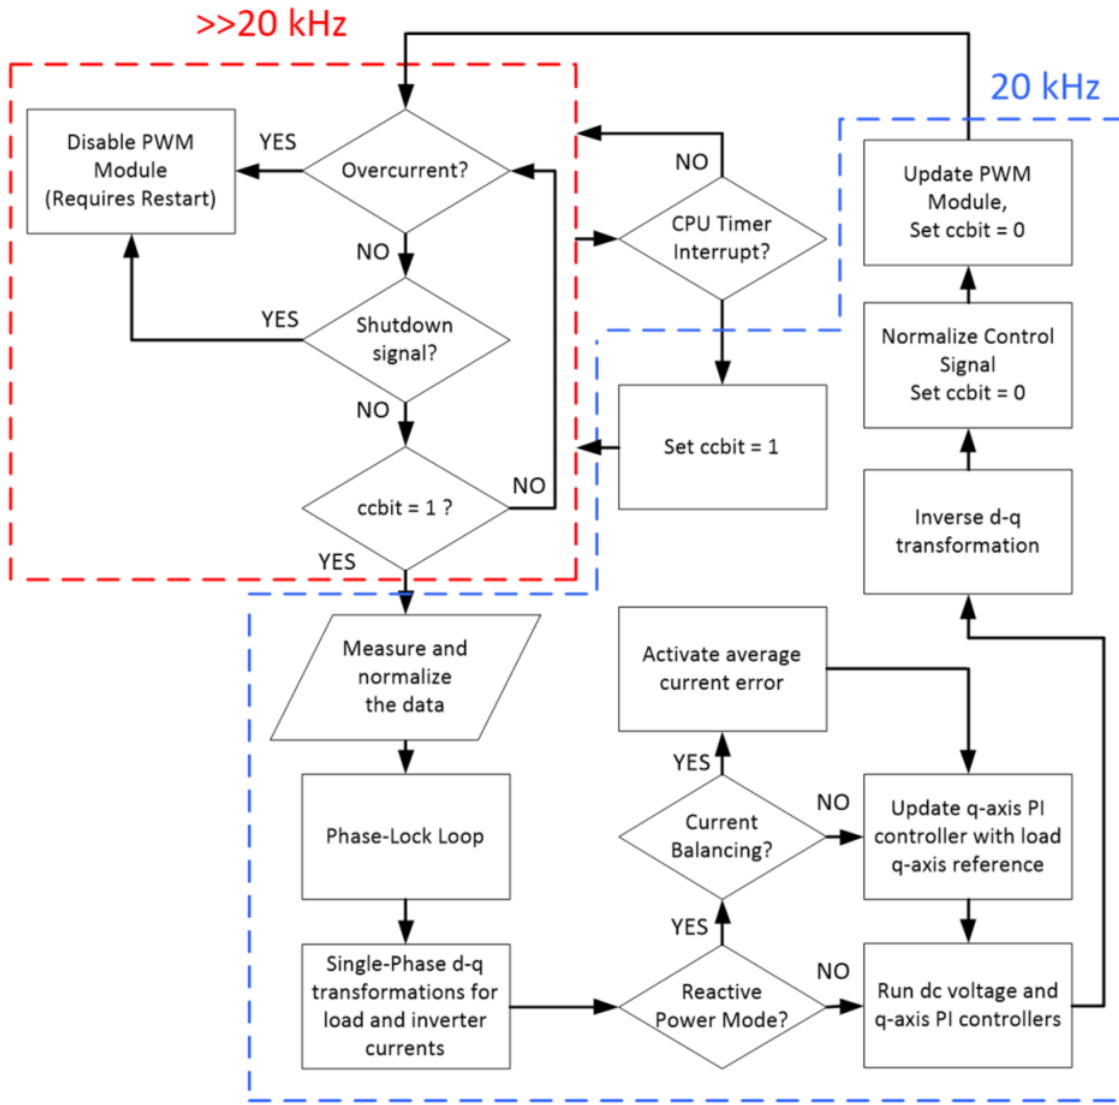 >>20 kHz
20 kHz
Disable PWM
Module
(Requires Restart)
YES
Overcurrent?
NO
CPU Timer
Interrupt?
Update PWM
Module,
Set ccbit = 0
NO
YES
Shutdown
signal?
Normalize Control
Signal
Set ccbit = 0
NO
Set ccbit = 1
ccbit = 1 ?
NO
YES
Inverse d-q
transformation
Measure and
normalize
the data
Activate average
current error
YES
Phase-Lock Loop
Current
Balancing?
NO
Update q-axis PI
controller with load
q-axis reference
YES
Single-Phase d-q
transformations for
load and inverter
currents
Reactive
Power Mode?
NO
Run dc voltage and
q-axis PI controllers